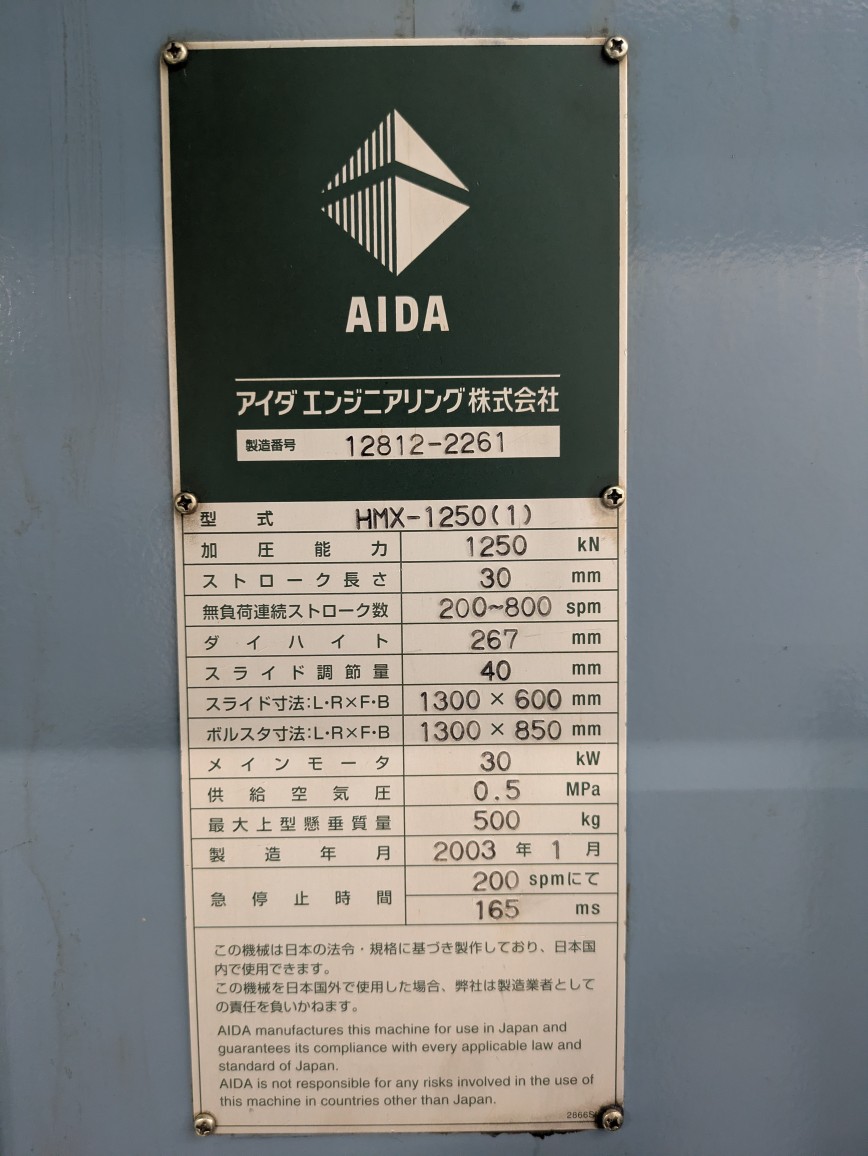 AIDA
アイダエンジニアリング株式会社
製造番号 12812-2261
型式 HMX-1250(1)
加圧能力 1250 kN
ストローク長さ 30 mm
無負荷連続ストローク数 200~800 spm
ダイハイト 267 mm
スライド調節量 40 mm
スライド寸法:L・R×F・B 1300 × 600 mm
ボルスタ寸法:L・R×F・B 1300 × 850 mm
メインモータ 30 kW
供給空気圧 0.5 MPa
最大上型懸垂質量 500 kg
製造年月 2003 年 1 月
急停止時間 200 spmにて
165 ms
この機械は日本の法令・規格に基づき製作しており、日本国
内で使用できます。
この機械を日本国外で使用した場合、弊社は製造業者として
の責任を負いかねます。
AIDA manufactures this machine for use in Japan and
guarantees its compliance with every applicable law and
standard of Japan.
AIDA is not responsible for any risks involved in the use of
this machine in countries other than Japan.